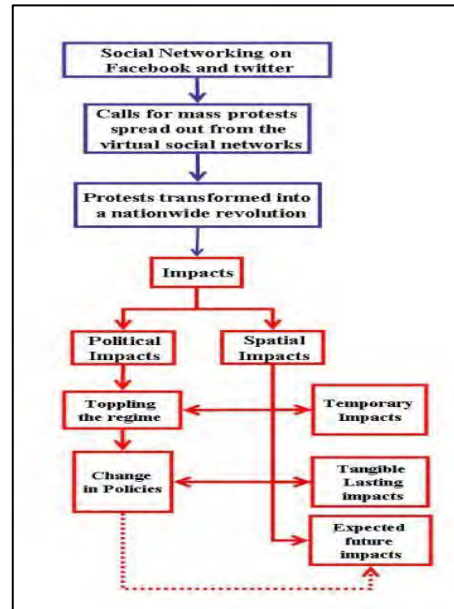 Social Networking on
Facebook and twitter
Calls for mass protests
spread out from the
virtual social networks
Protests transformed into
a nationwide revolution
Impacts
Political
Impacts
Spatial
Impacts
Toppling
the regime
Temporary
Impacts
Change
in Policies
Tangible
Lasting
impacts
Expected
future
impacts